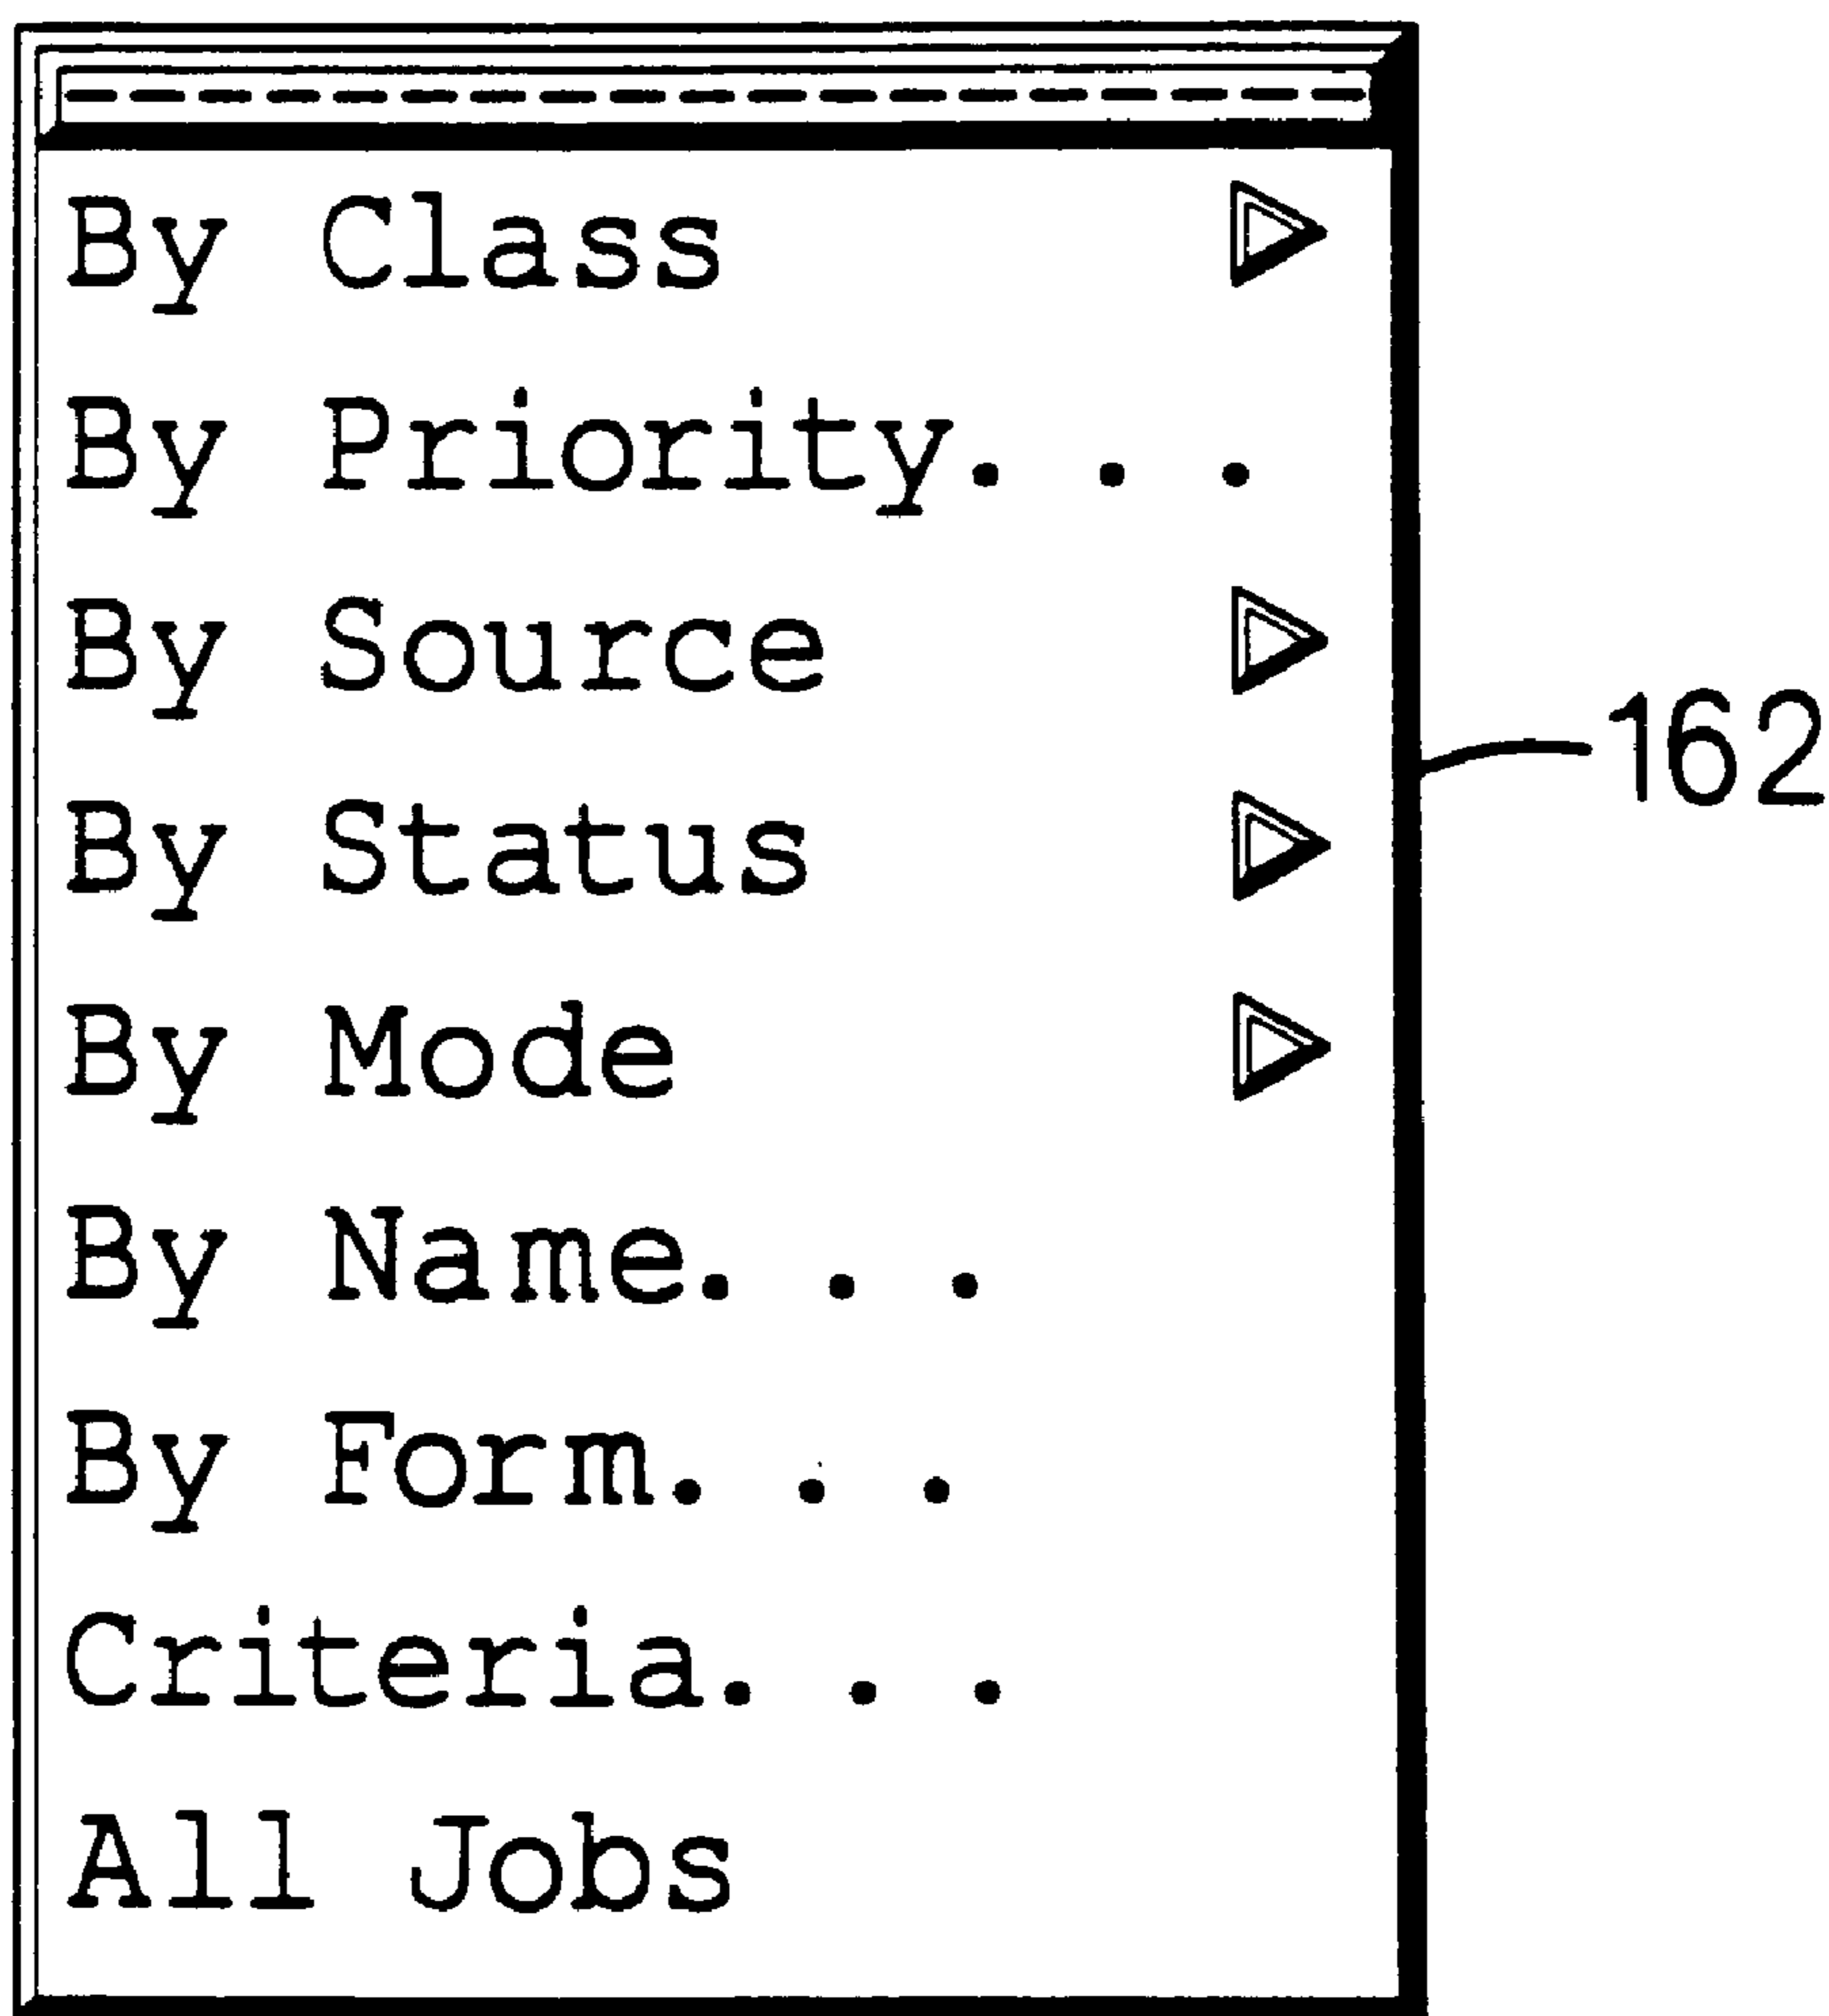 By Class
By Priority. . .
By Source
162
By Status
By Mode
By Name. . .
By Form. . .
Criteria. . .
All Jobs